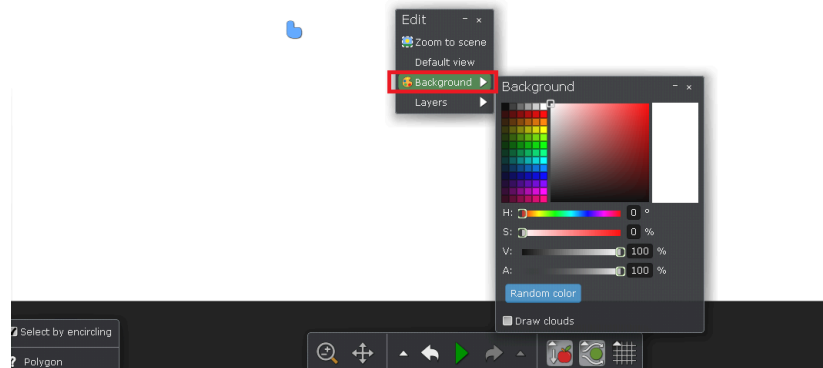 Edit
Zoom to scene
Default view
Background
Layers
Background
H: 0 °
S: 0 %
V: 100 %
A: 100 %
Random color
Draw clouds
Select by encircling
? Polygon